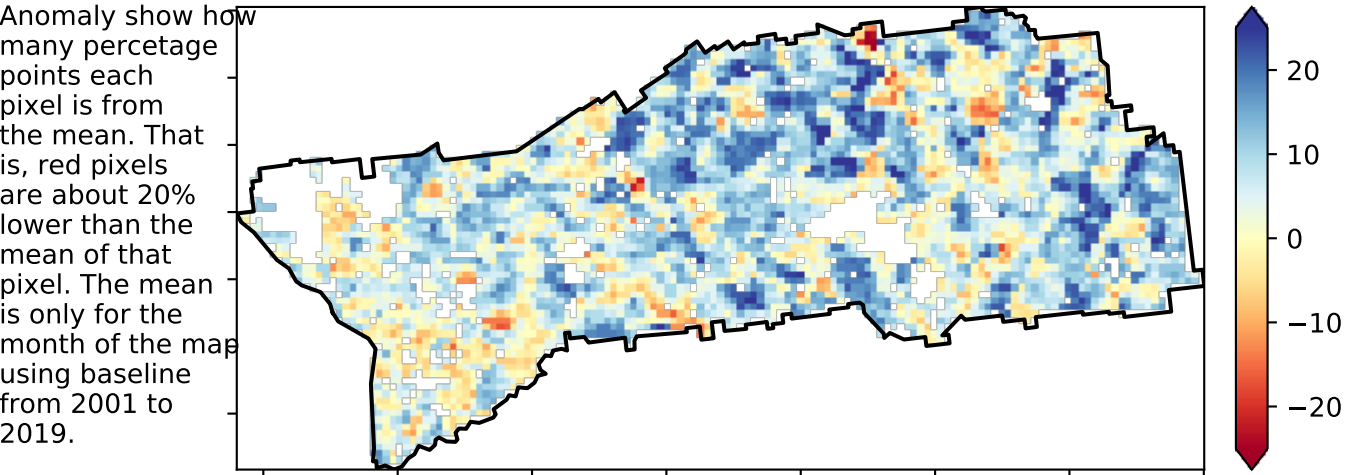 Anomaly show how
many percetage
points each
pixel is from
the mean. That
is, red pixels
are about 20%
lower than the
mean of that
pixel. The mean
is only for the
month of the map
using baseline
from 2001 to
2019.
20
10
0
−10
−20